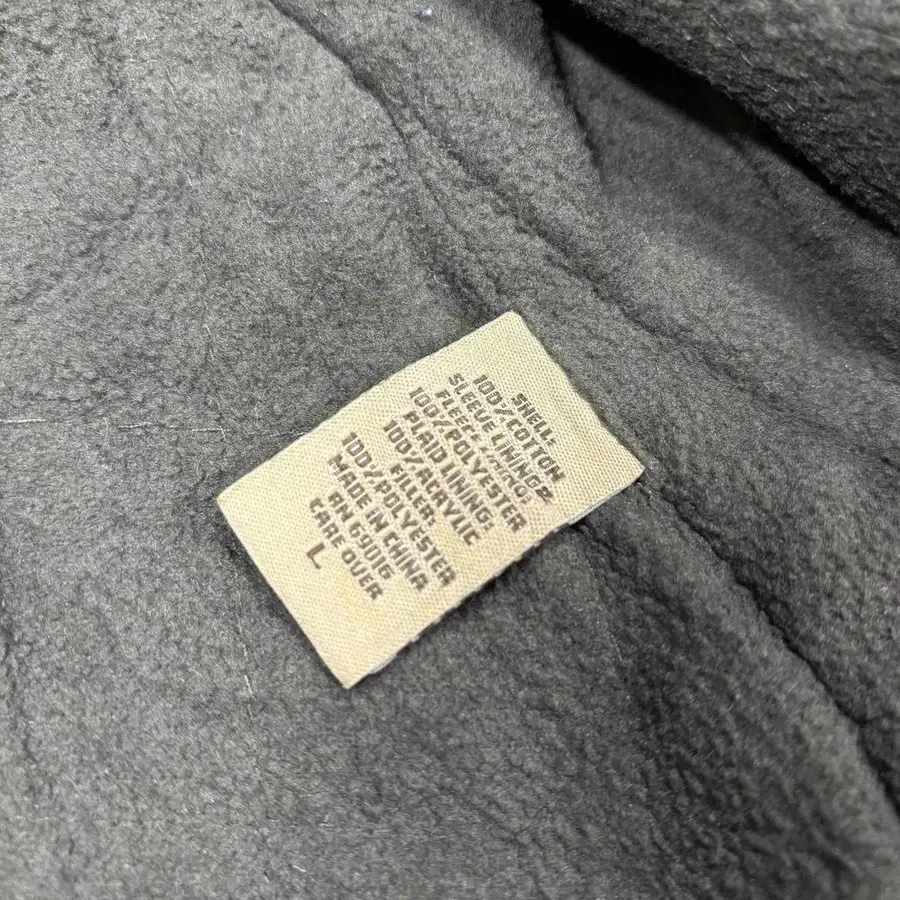 SHELL:
100%COTTON
SLEEVE LINING&
FLEECE LINING:
100%POLYESTER
PLAID LINING:
100%ACRYLIC
FILLER:
100%POLYESTER
MADE IN CHINA
RN 69016
CARE OVER
L